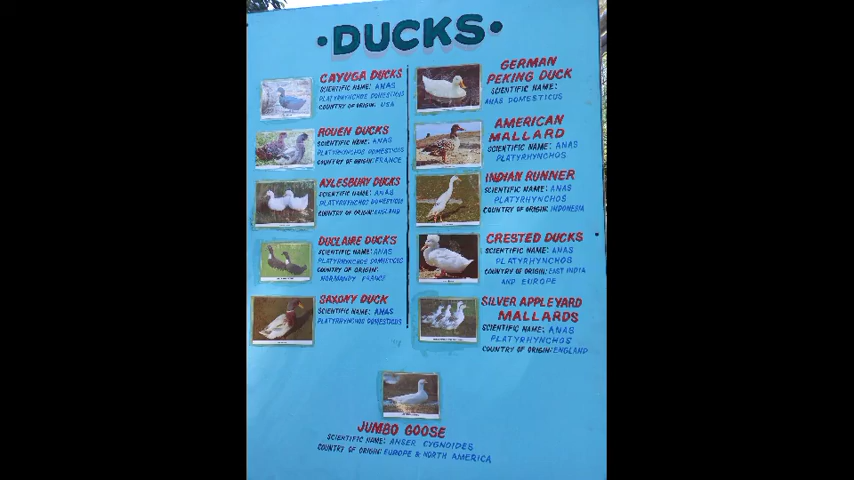 •DUCKS•
CAYUGA DUCKS
SCIENTIFIC NAME: ANAS
PLATYRHYNCHOS DOMESTICUS
COUNTRY OF ORIGIN: USA
ROUEN DUCKS
SCIENTIFIC NAME: ANAS
PLATYRHYNCHOS DOMESTICUS
COUNTRY OF ORIGIN: FRANCE
AYLESBURY DUCKS
SCIENTIFIC NAME: ANAS
PLATYRHYNCHOS DOMESTICUS
COUNTRY OF ORIGIN: ENGLAND
DUCLAIRE DUCKS
SCIENTIFIC NAME: ANAS
PLATYRHYNCHOS DOMESTICUS
COUNTRY OF ORIGIN:
NORMANDY FRANCE
SAXONY DUCK
SCIENTIFIC NAME: ANAS
PLATYRHYNCHOS DOMESTICUS
GERMAN
PEKING DUCK
SCIENTIFIC NAME:
ANAS DOMESTICUS
AMERICAN
MALLARD
SCIENTIFIC NAME: ANAS
PLATYRHYNCHOS
INDIAN RUNNER
SCIENTIFIC NAME: ANAS
PLATYRHYNCHOS
COUNTRY OF ORIGIN: INDONESIA
CRESTED DUCKS
SCIENTIFIC NAME: ANAS
PLATYRHYNCHOS
COUNTRY OF ORIGIN: EAST INDIA
AND EUROPE
SILVER APPLEYARD
MALLARDS
SCIENTIFIC NAME: ANAS
PLATYRHYNCHOS
COUNTRY OF ORIGIN: ENGLAND
JUMBO GOOSE
SCIENTIFIC NAME: ANSER CYGNOIDES
COUNTRY OF ORIGIN: EUROPE & NORTH AMERICA